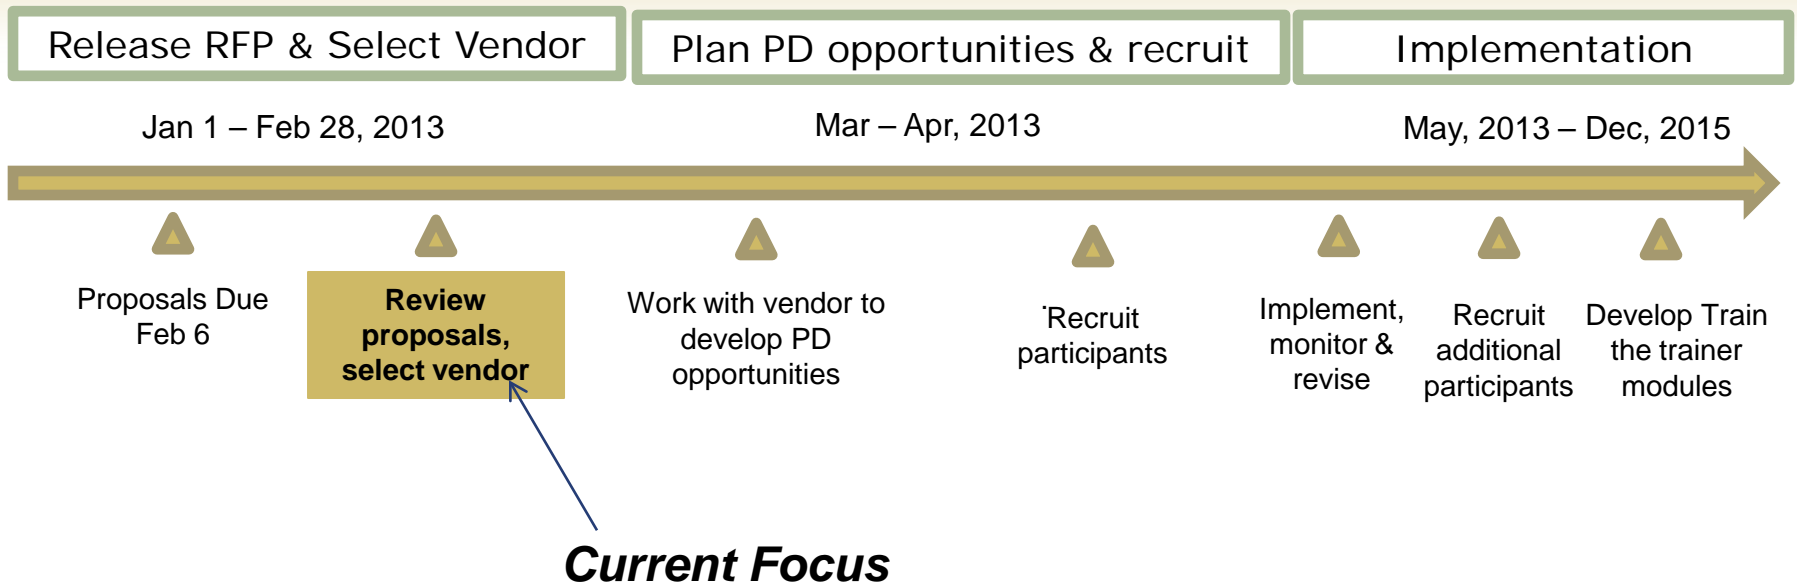 Release RFP & Select Vendor
Plan PD opportunities & recruit
Implementation
Jan 1 – Feb 28, 2013
Mar – Apr, 2013
May, 2013 – Dec, 2015
Proposals Due
Feb 6
Review
proposals,
select vendor
Work with vendor to
develop PD
opportunities
Recruit
participants
Implement,
monitor &
revise
Recruit
additional
participants
Develop Train
the trainer
modules
Current Focus